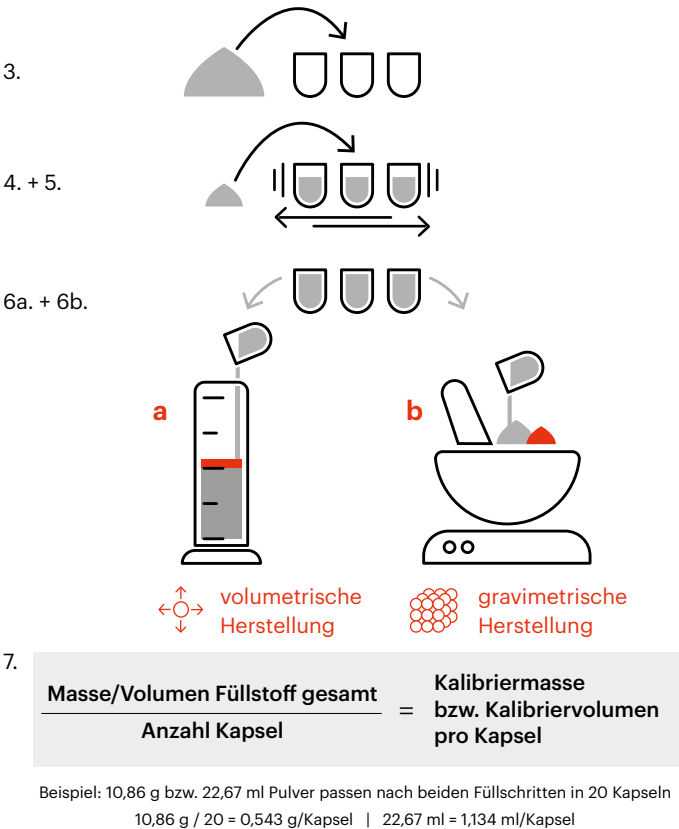 3.
4. + 5.
6a. + 6b.
a
b
volumetrische
Herstellung
gravimetrische
Herstellung
7.
Masse/Volumen Füllstoff gesamt
Anzahl Kapsel
=
Kalibriermasse
bzw. Kalibriervolumen
pro Kapsel
Beispiel: 10,86 g bzw. 22,67 ml Pulver passen nach beiden Füllschritten in 20 Kapseln
10,86 g / 20 = 0,543 g/Kapsel | 22,67 ml = 1,134 ml/Kapsel